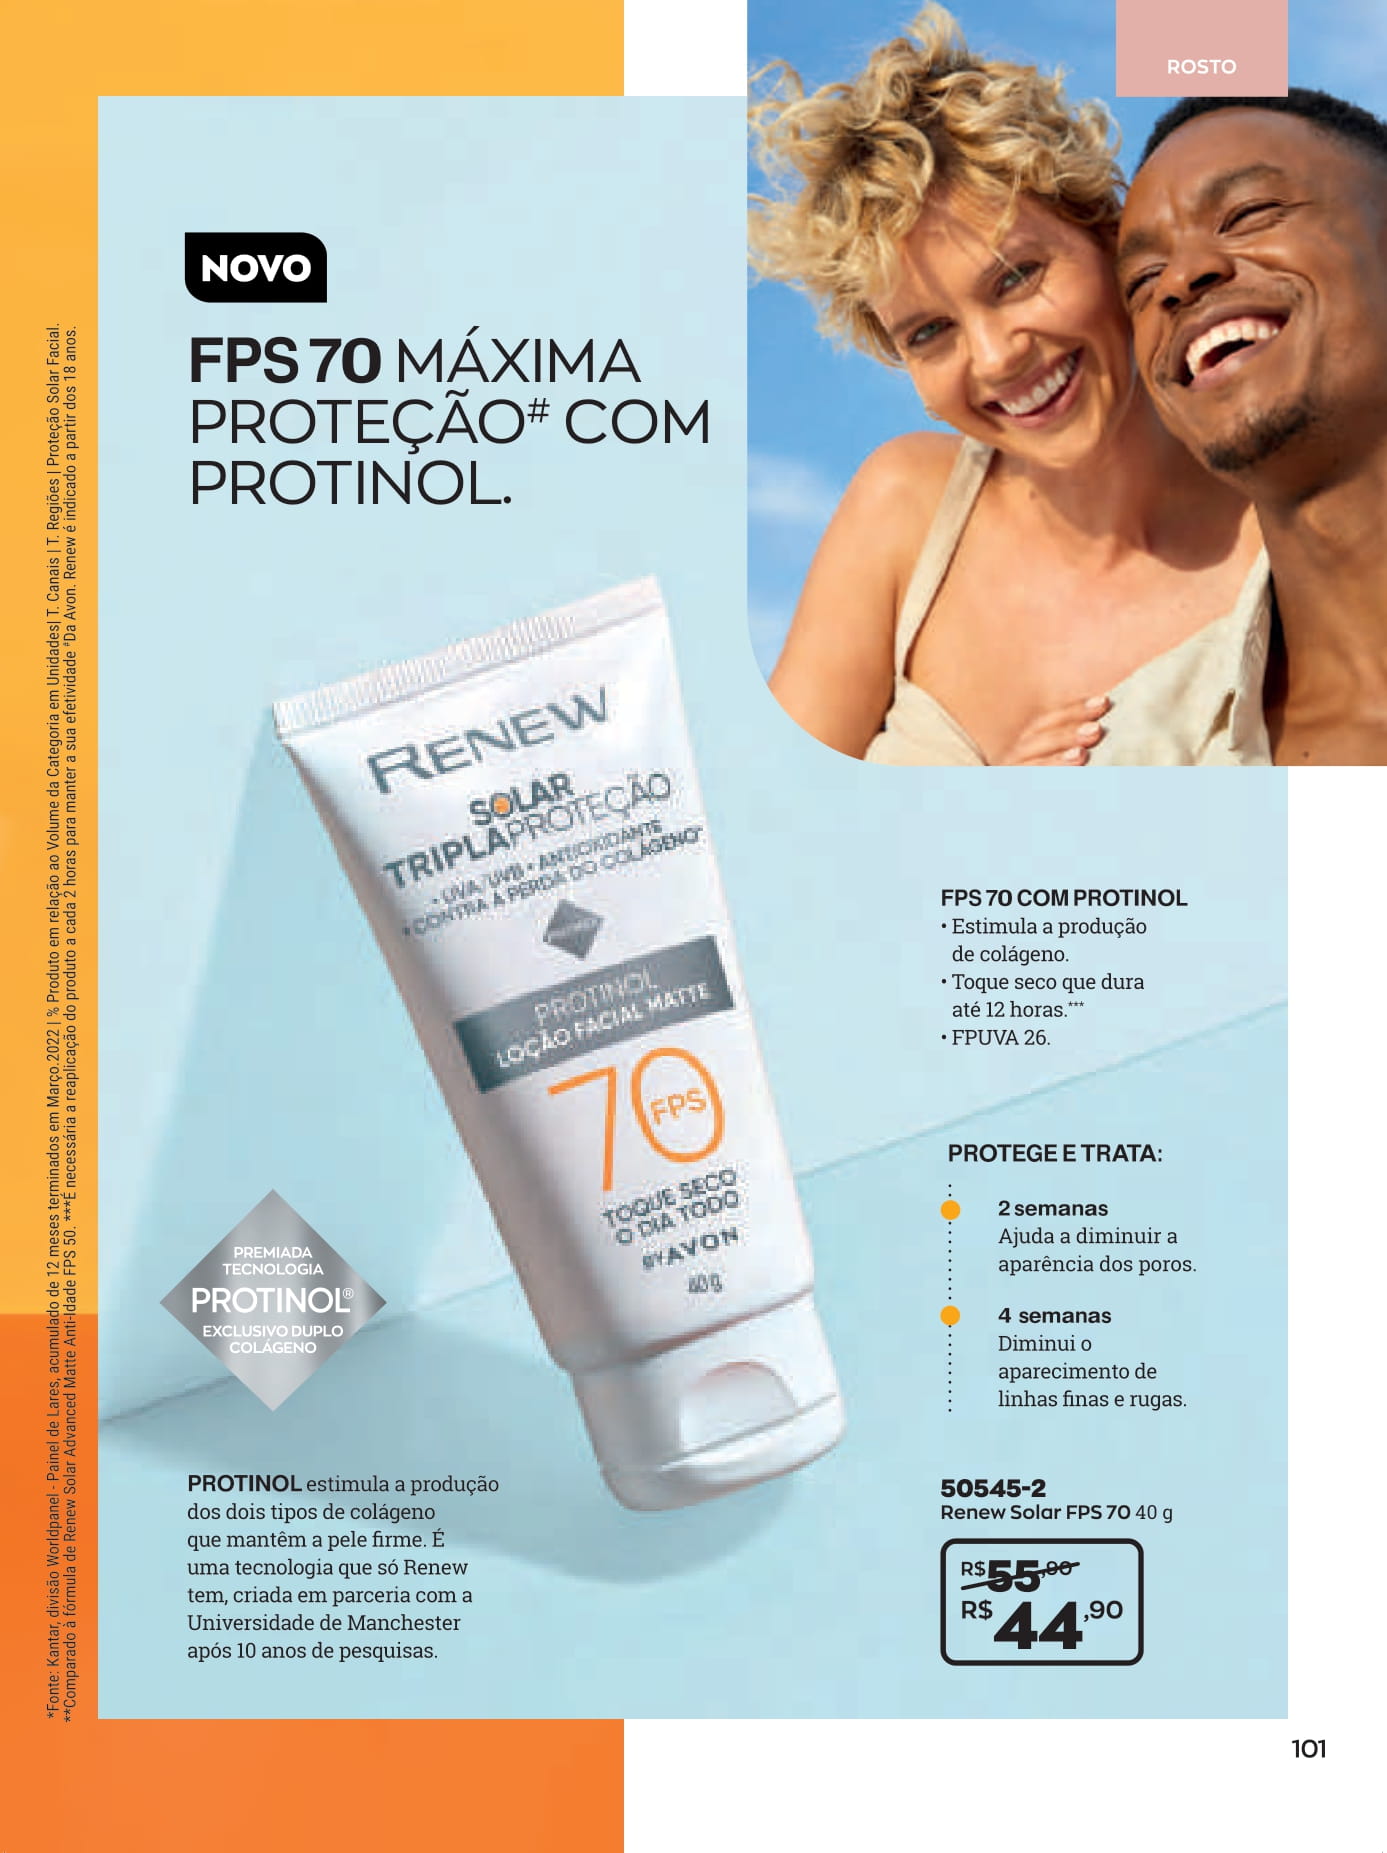 ROSTO
NOVO
FPS 70 MÁXIMA
PROTEÇÃO# COM
PROTINOL.
RENEW
SOLAR
TRIPLAPROTEÇÃO
• UVA/UVB • ANTIOXIDANTE
• CONTRA A PERDA DO COLÁGENO*
PROTINOL
LOÇÃO FACIAL MATTE
70
FPS
TOQUE SECO
O DIA TODO
BY AVON
40 g
FPS 70 COM PROTINOL
• Estimula a produção
de colágeno.
• Toque seco que dura
até 12 horas.***
• FPUVA 26.
PROTEGE E TRATA:
2 semanas
Ajuda a diminuir a
aparência dos poros.
4 semanas
Diminui o
aparecimento de
linhas finas e rugas.
PREMIADA
TECNOLOGIA
PROTINOL®
EXCLUSIVO DUPLO
COLÁGENO
PROTINOL estimula a produção
dos dois tipos de colágeno
que mantêm a pele firme. É
uma tecnologia que só Renew
tem, criada em parceria com a
Universidade de Manchester
após 10 anos de pesquisas.
50545-2
Renew Solar FPS 70 40 g
R$55,90
R$44,90
*Fonte: Kantar, divisão Worldpanel - Painel de Lares, acumulado de 12 meses terminados em Março.2022 | % Produto em relação ao Volume da Categoria em Unidades| T. Canais | T. Regiões | Proteção Solar Facial.
**Comparado à fórmula de Renew Solar Advanced Matte Anti-Idade FPS 50. ***É necessária a reaplicação do produto a cada 2 horas para manter a sua efetividade #Da Avon. Renew é indicado a partir dos 18 anos.
101